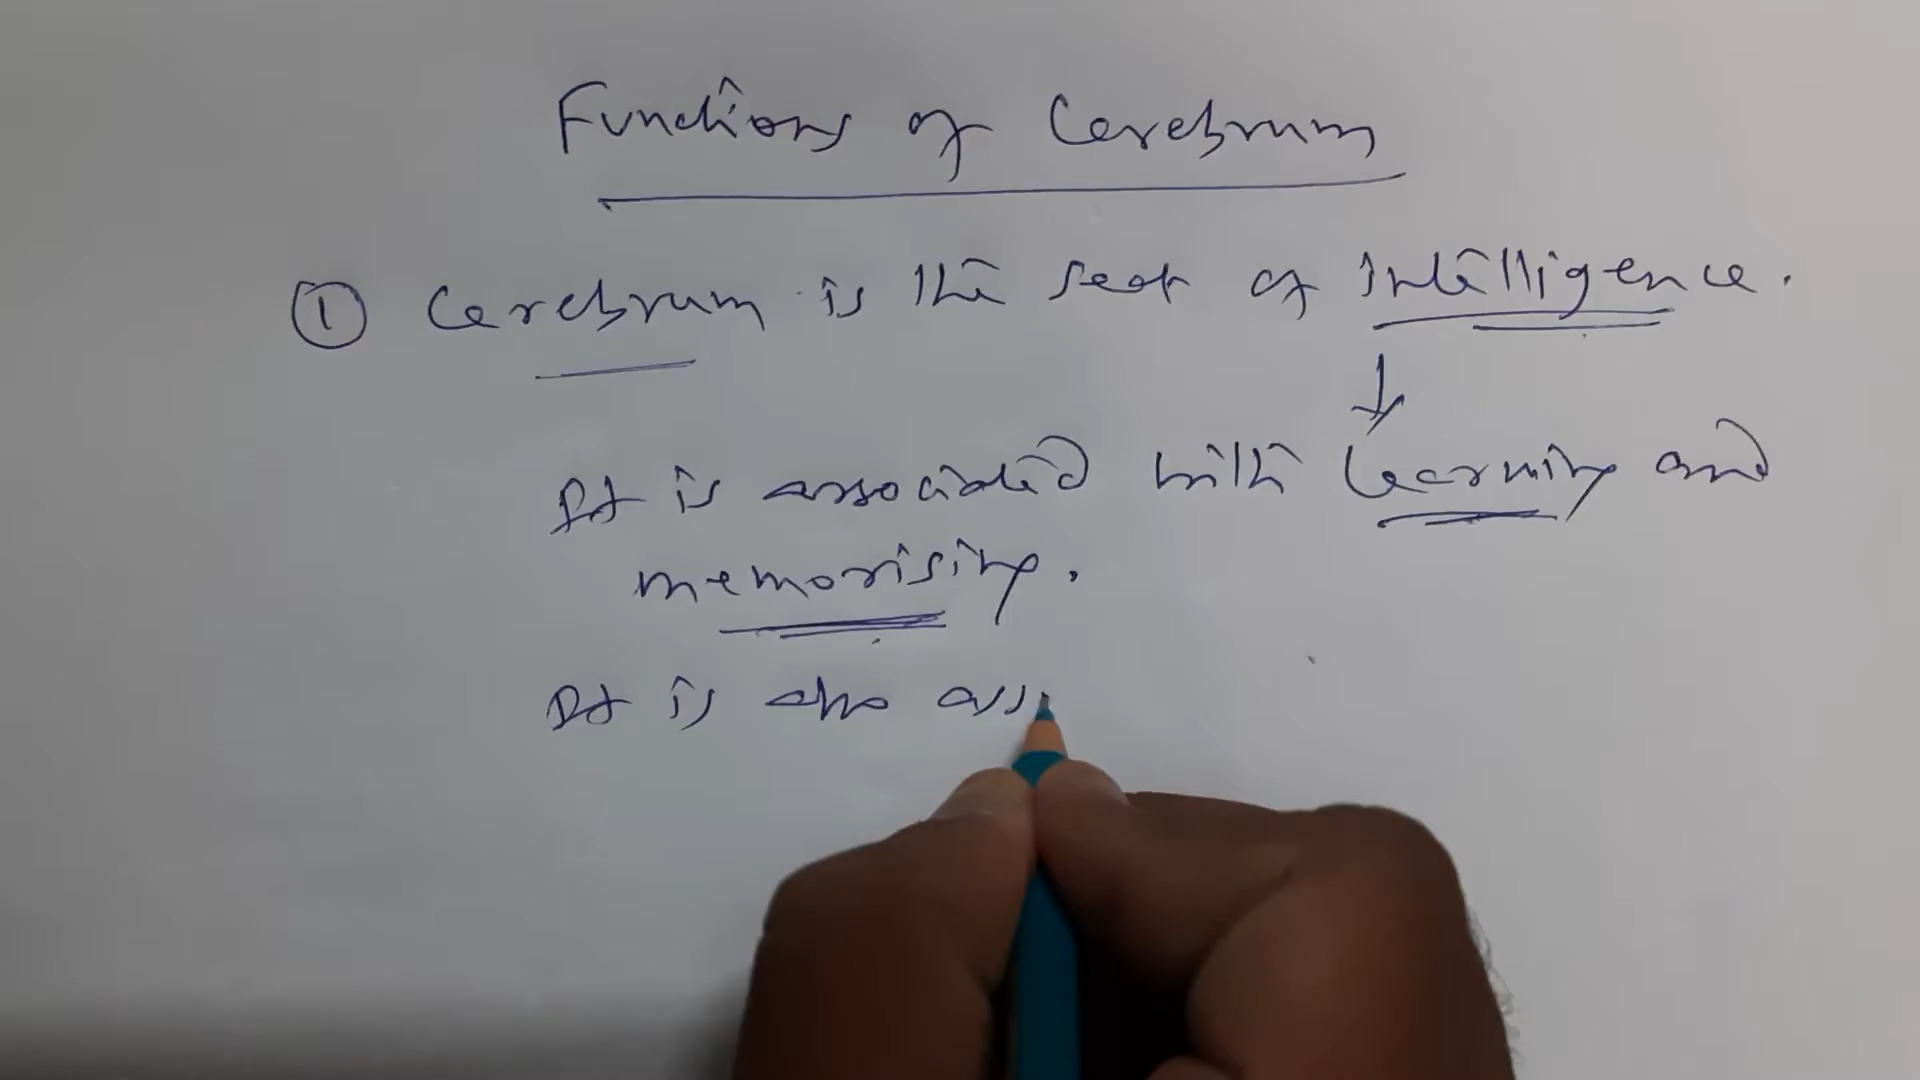 Functions of Cerebrum
① Cerebrum is the seat of intelligence.
It is associated with learning and
memorising.
It is also ass